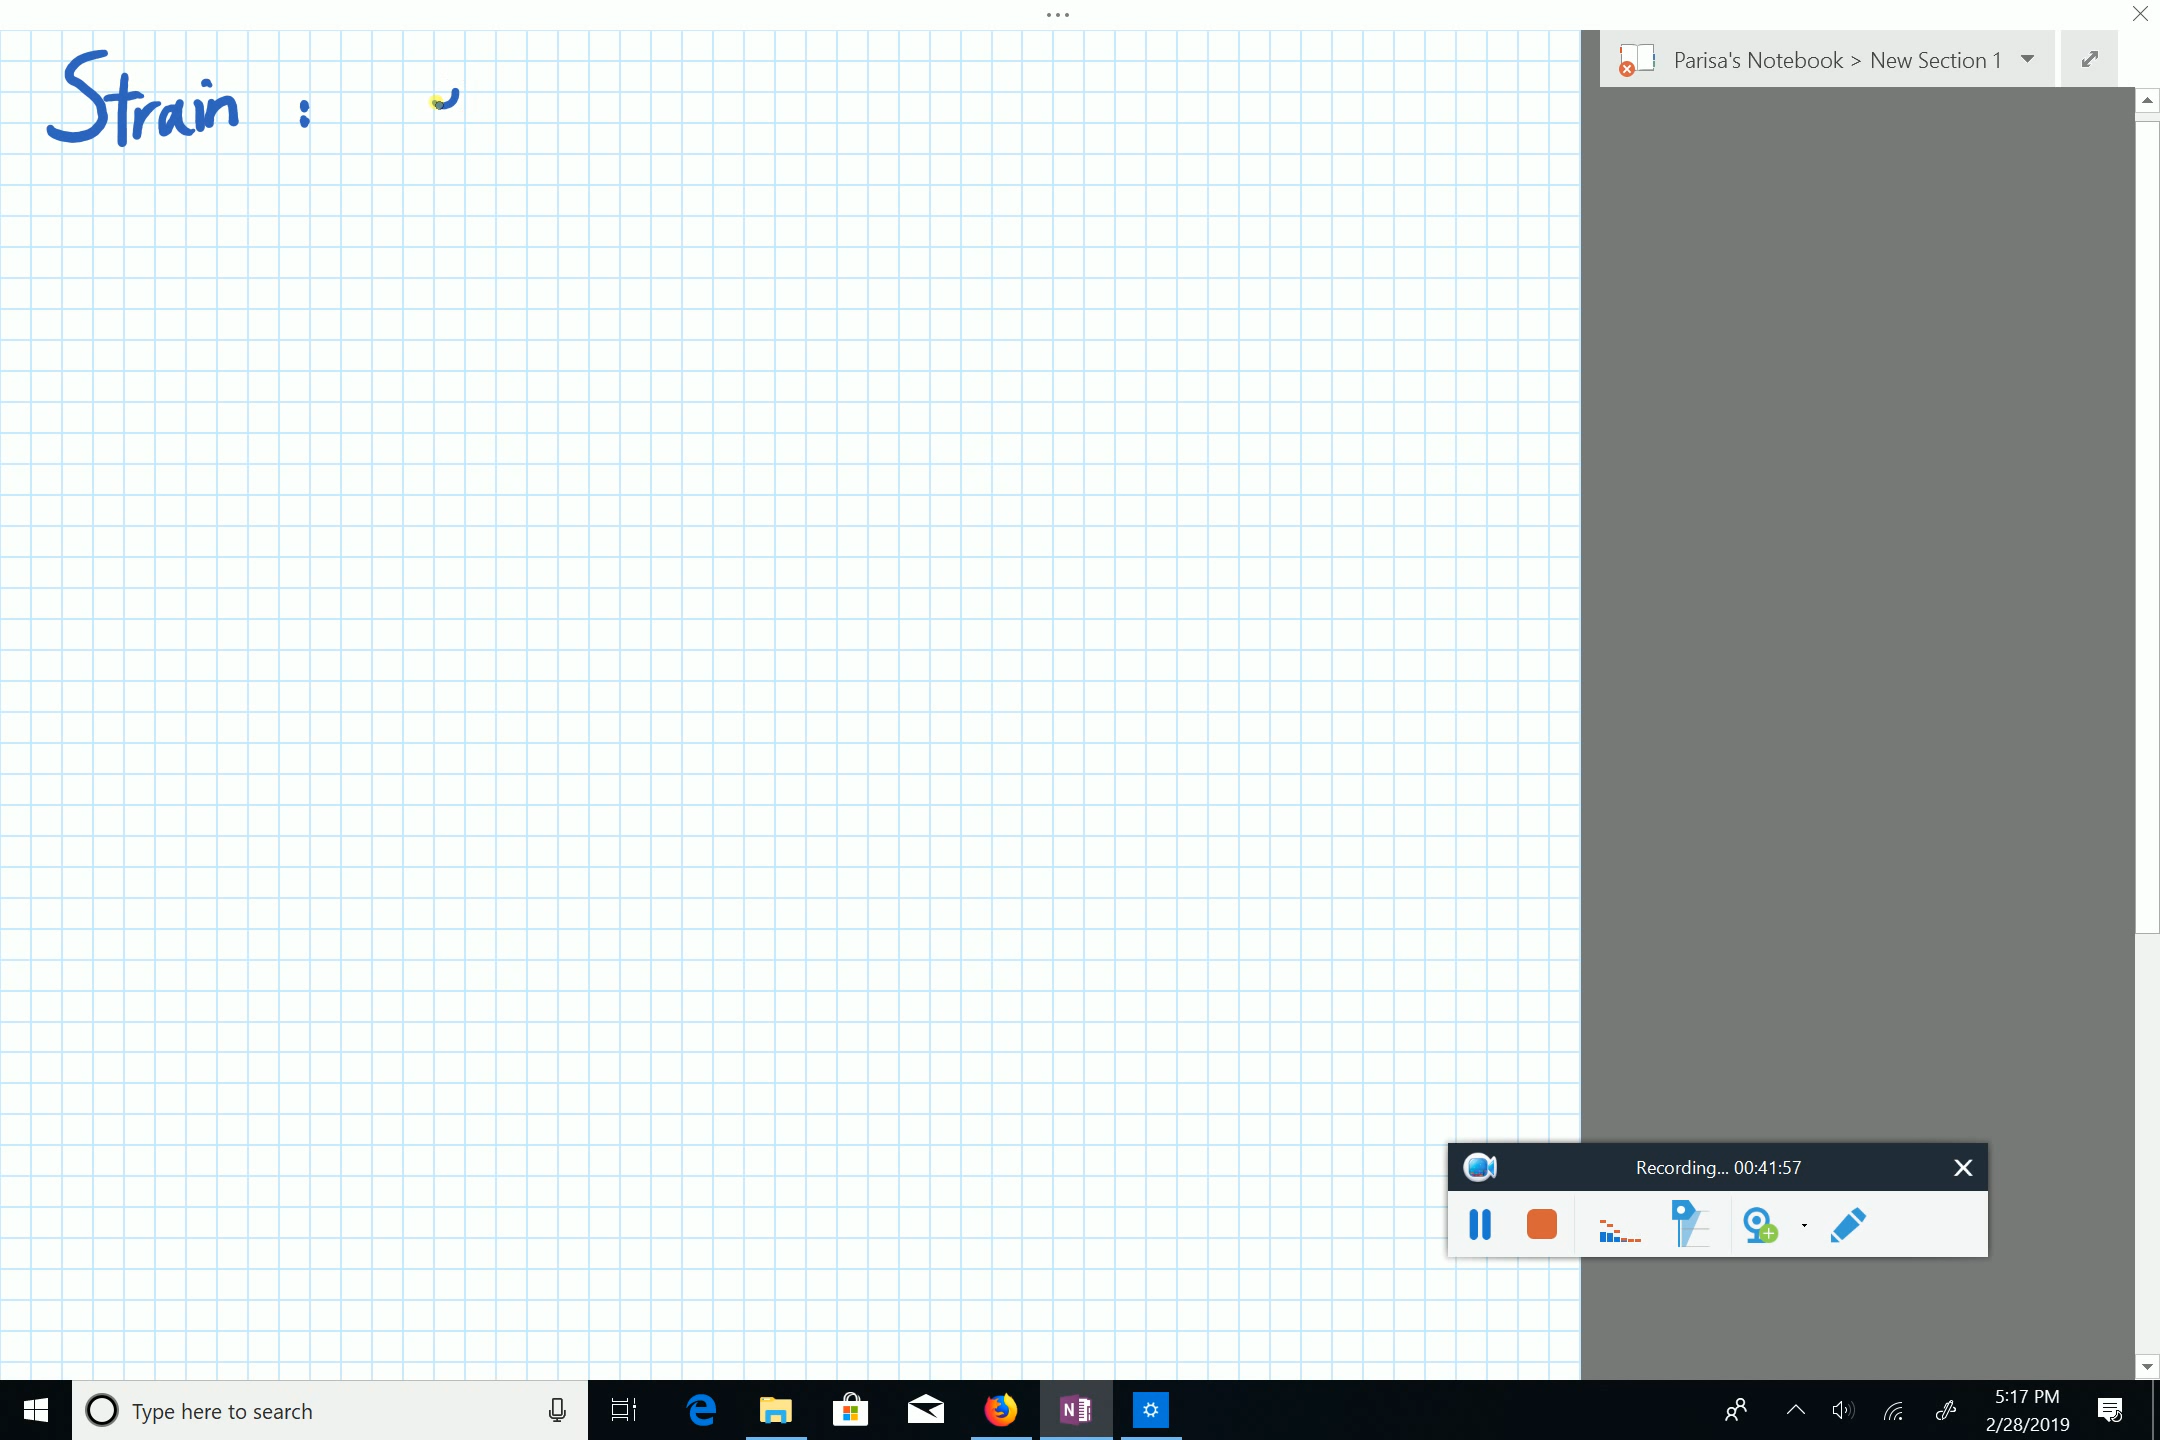 Parisa's Notebook > New Section 1
Strain :
Recording... 00:41:57
Type here to search
5:17 PM
2/28/2019